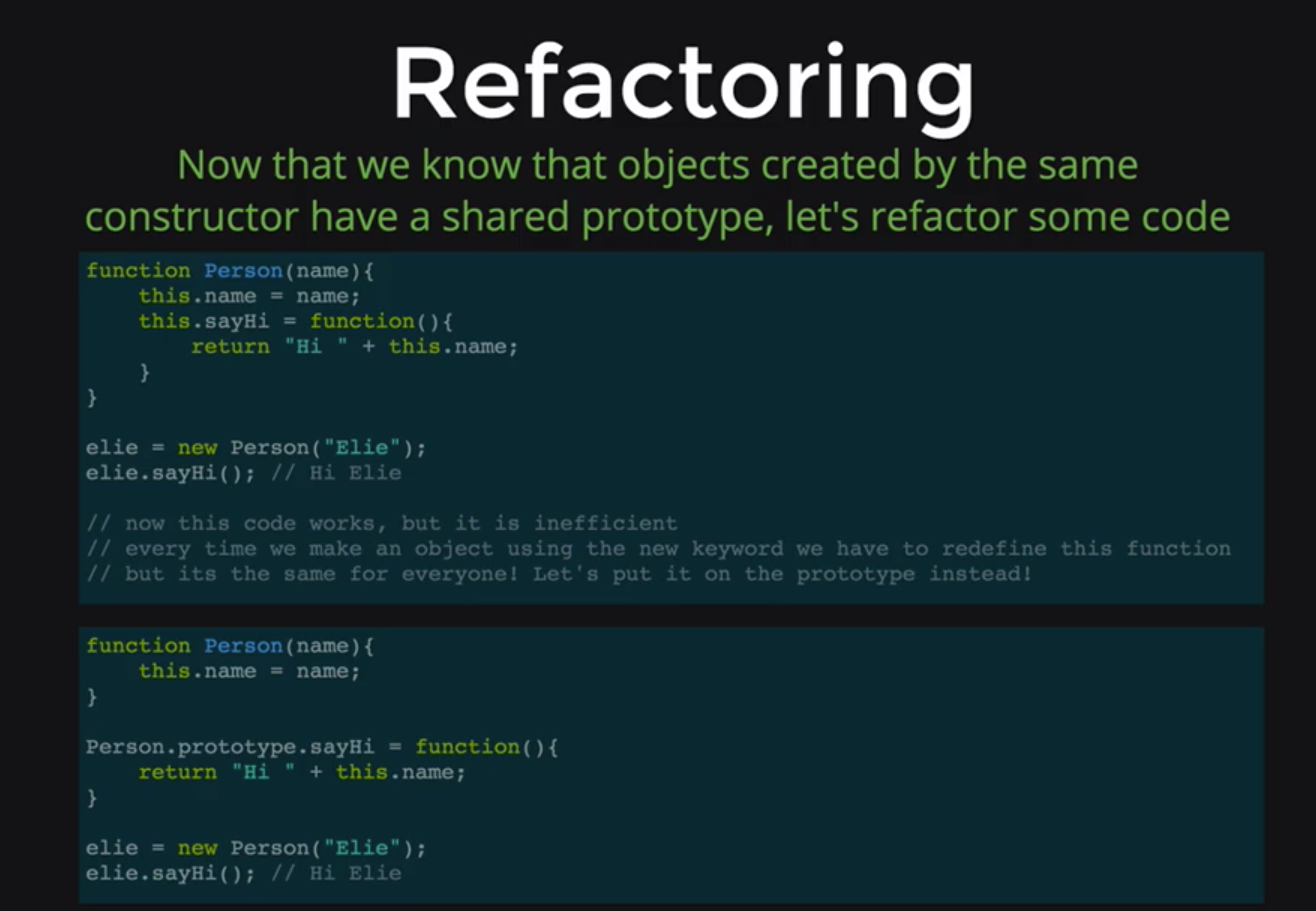 Refactoring
Now that we know that objects created by the same
constructor have a shared prototype, let's refactor some code
function Person(name){
    this.name = name;
    this.sayHi = function(){
        return "Hi " + this.name;
    }
}
elie = new Person("Elie");
elie.sayHi(); // Hi Elie
// now this code works, but it is inefficient
// every time we make an object using the new keyword we have to redefine this function
// but its the same for everyone! Let's put it on the prototype instead!
function Person(name){
    this.name = name;
}
Person.prototype.sayHi = function(){
    return "Hi " + this.name;
}
elie = new Person("Elie");
elie.sayHi(); // Hi Elie